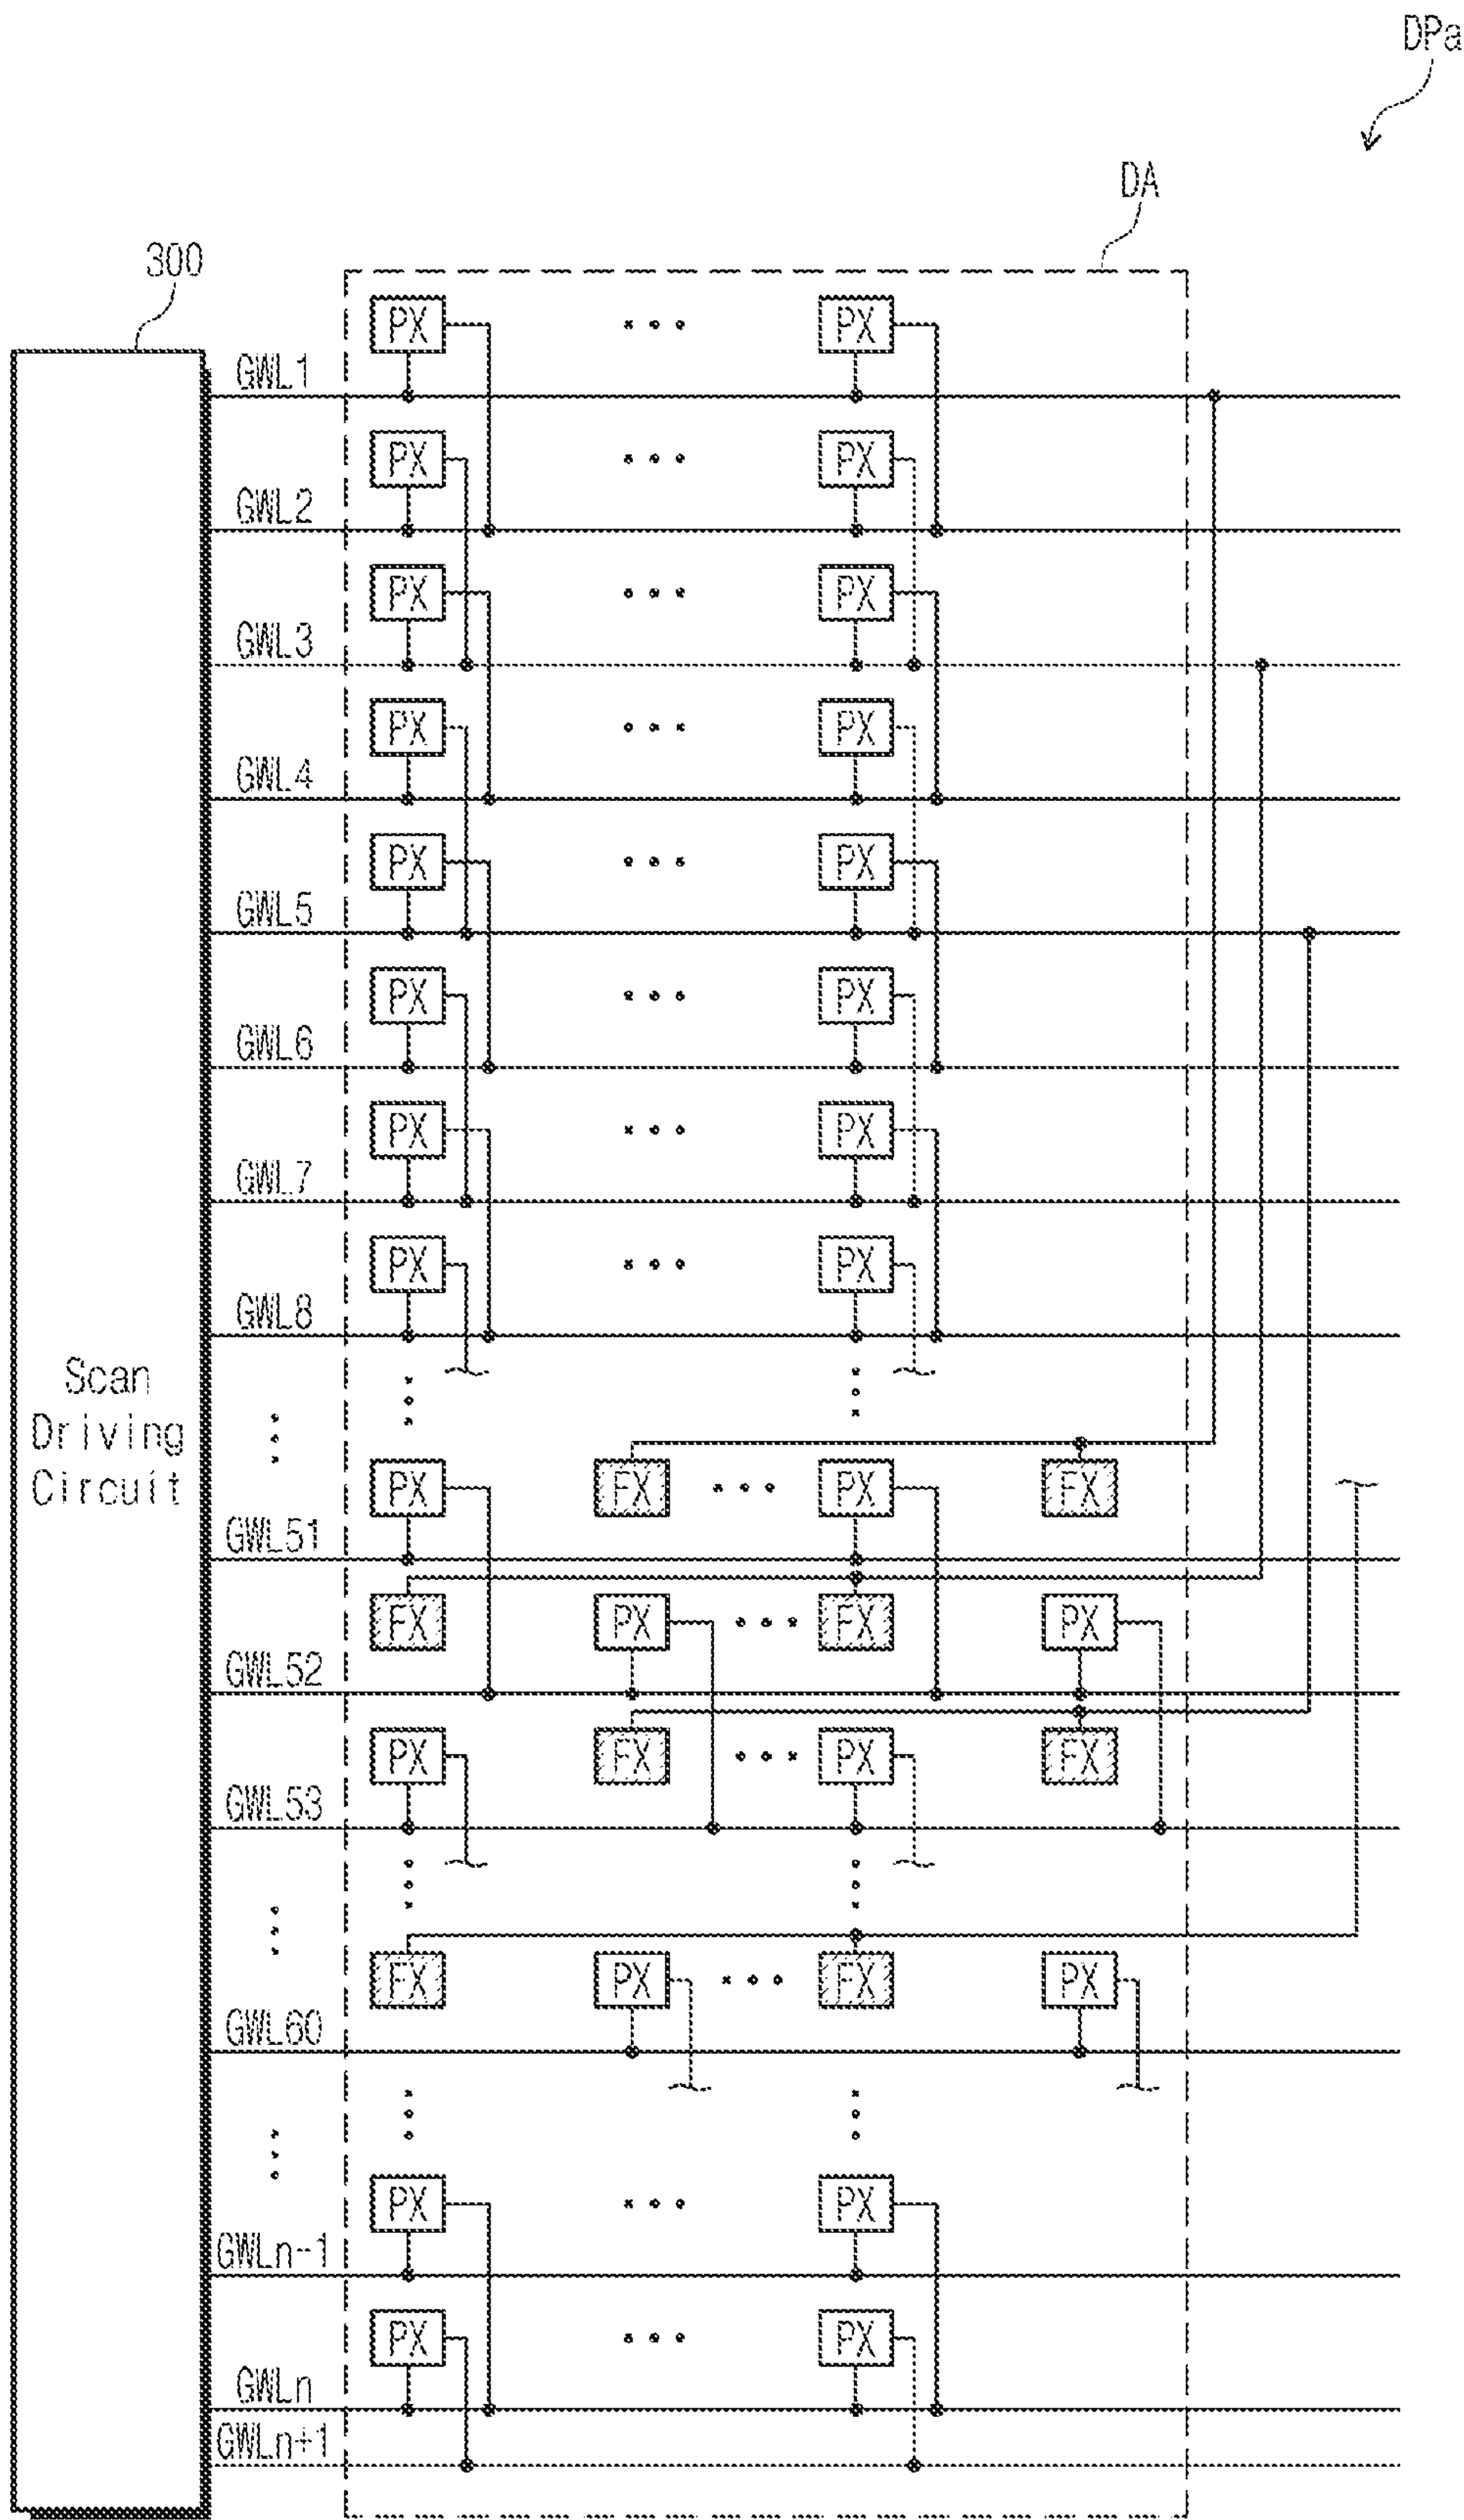 DPa
DA
300
PX PX
GWL1
PX PX
GWL2
PX PX
GWL3
PX PX
GWL4
PX PX
GWL5
PX PX
GWL6
PX PX
GWL7
PX PX
GWL8
Scan
Driving
Circuit
PX FX PX FX
GWL51
FX PX FX PX
GWL52
PX FX PX FX
GWL53
FX PX FX PX
GWL60
PX PX
GWLn-1
PX PX
GWLn
GWLn+1